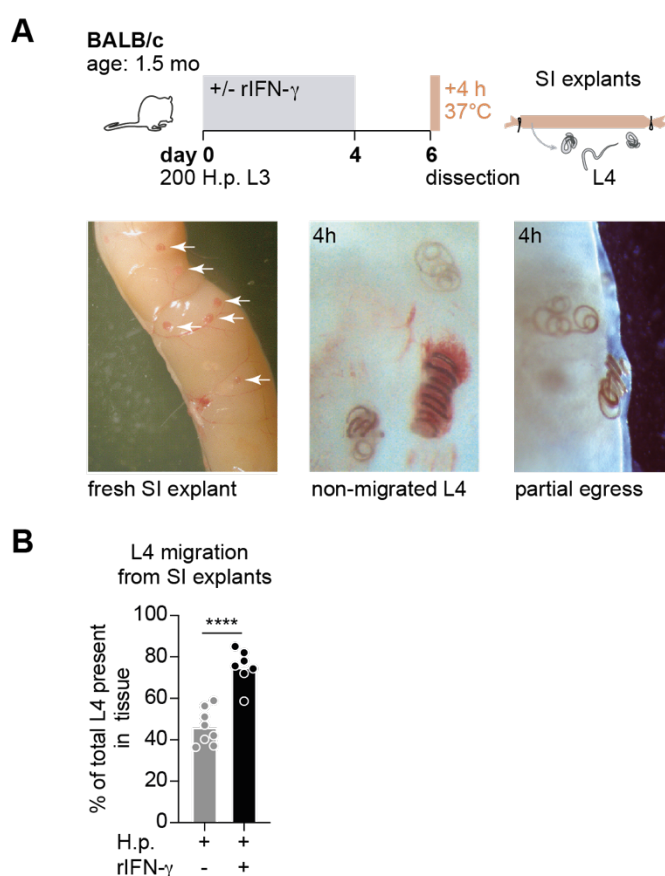 A
BALB/c
age: 1.5 mo
+/- rIFN-γ
+4 h
37°C
SI explants
day 0
4
6
200 H.p. L3
dissection
L4
4h
4h
fresh SI explant
non-migrated L4
partial egress
B
L4 migration
from SI explants
% of total L4 present
in tissue
100
80
60
40
20
0
****
H.p. + +
rIFN-γ - +